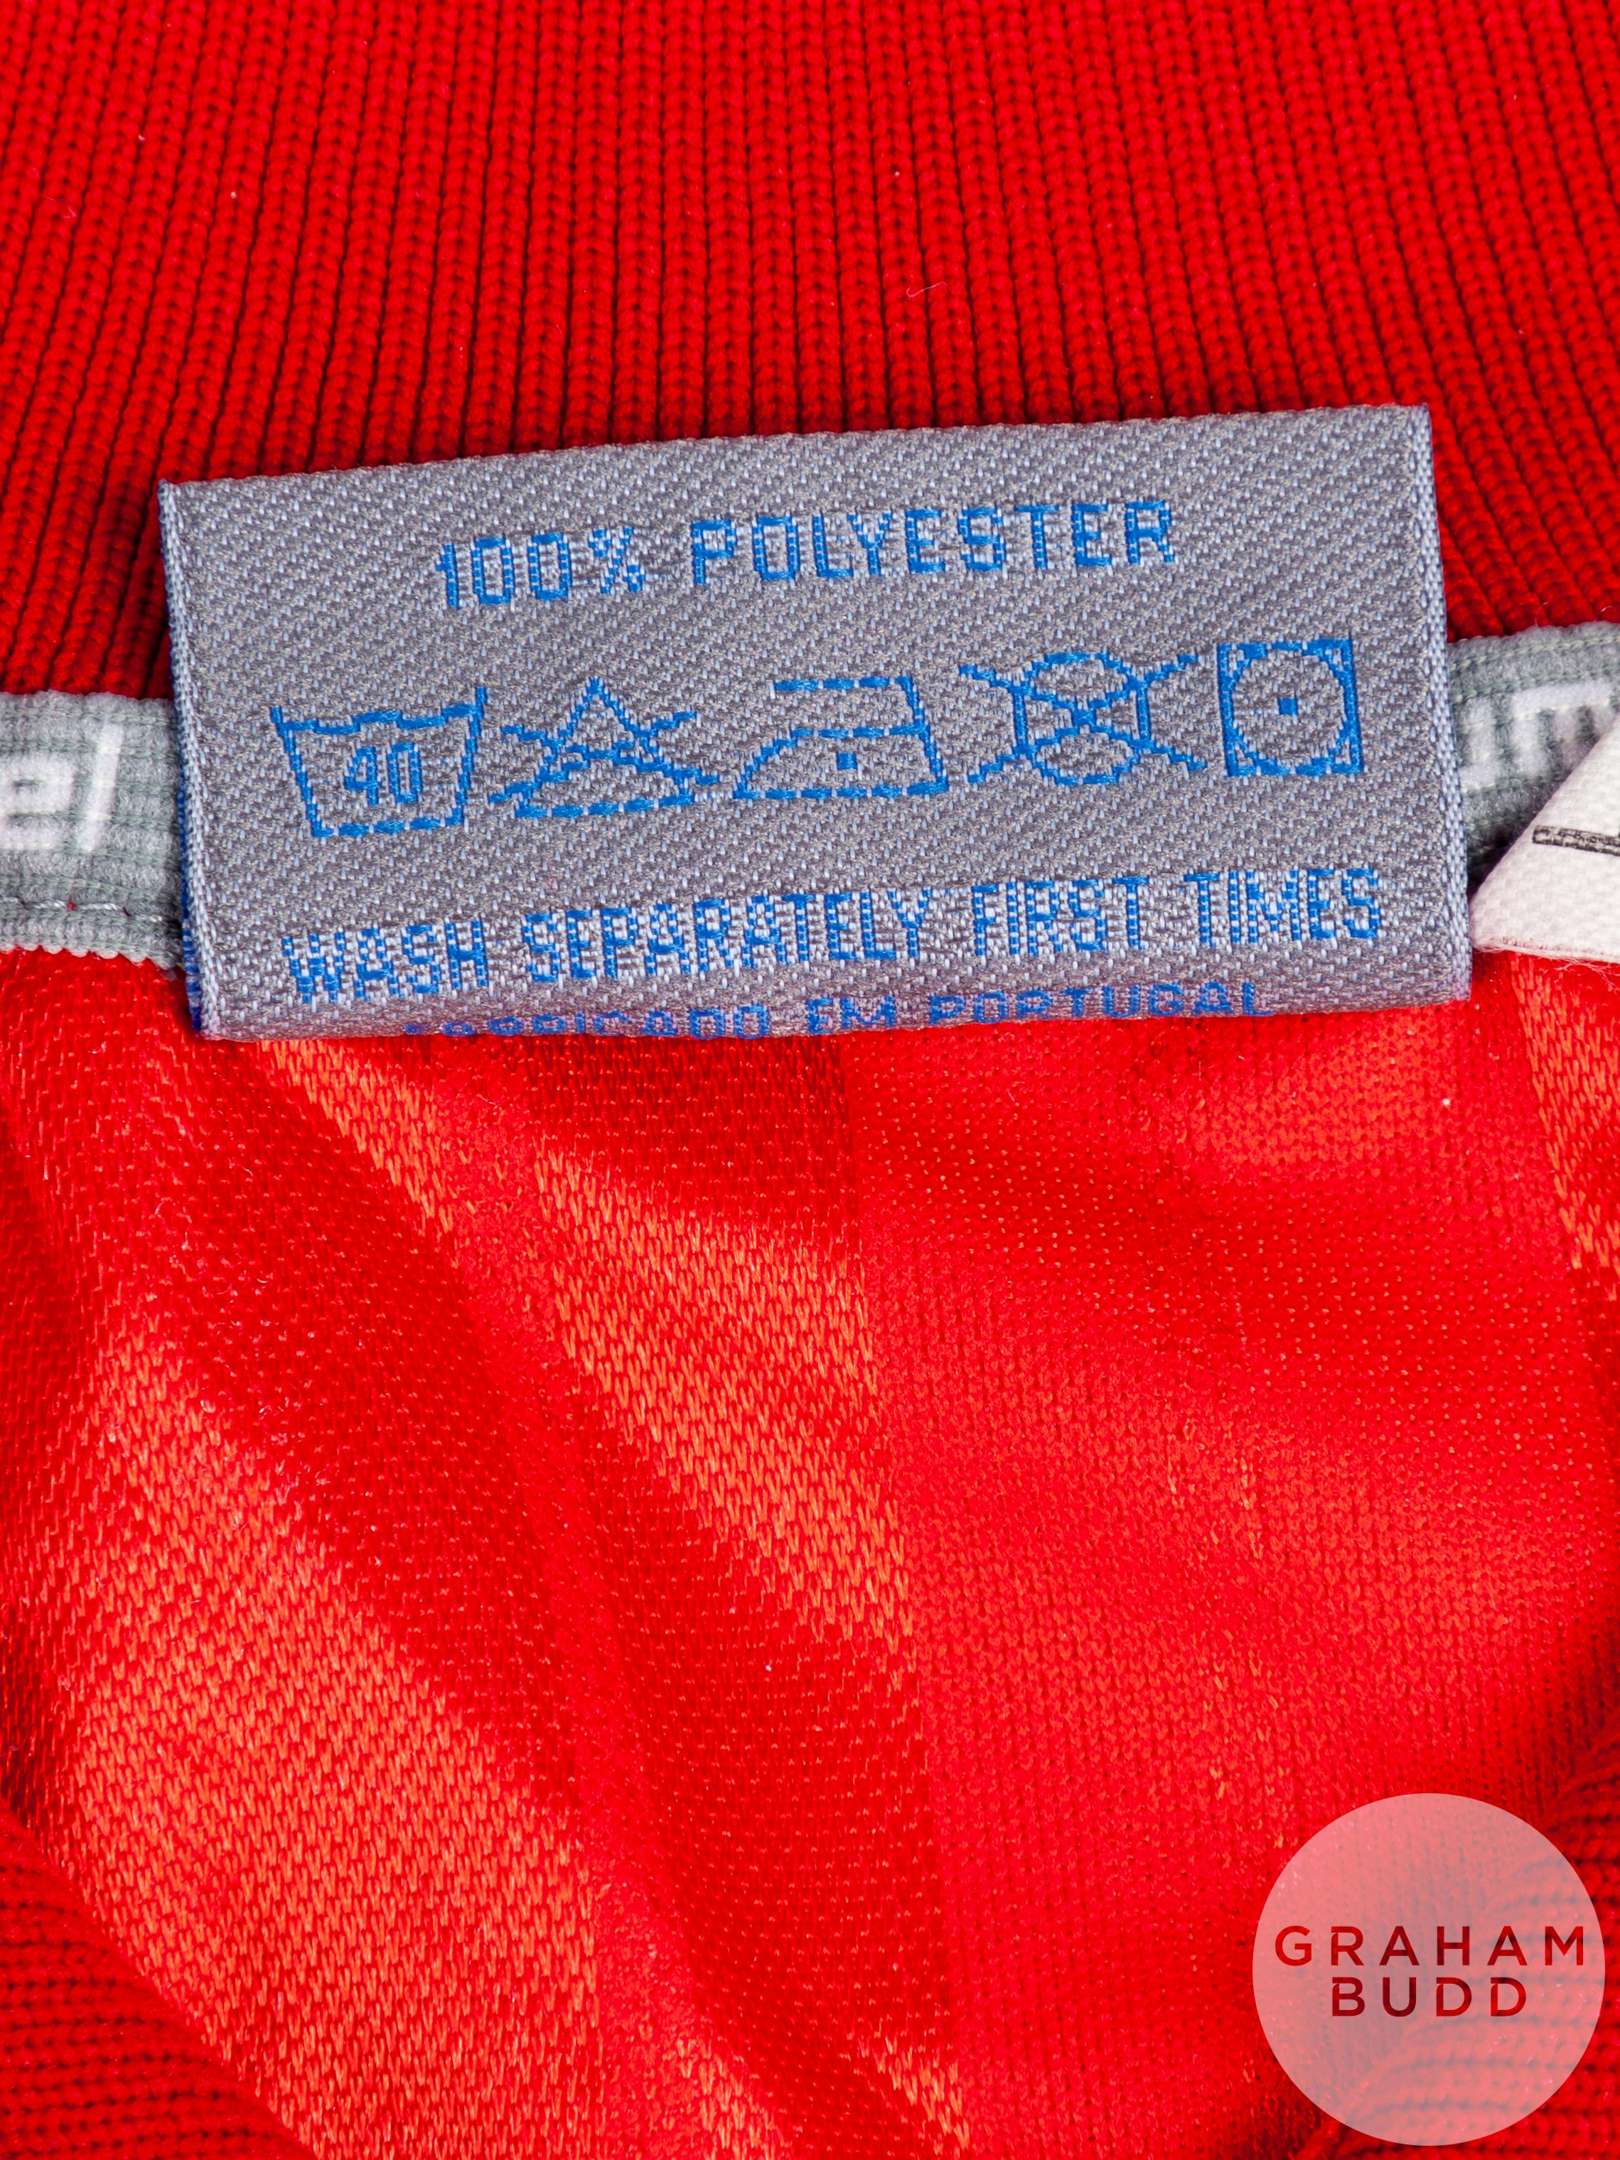 100% POLYESTER
40
WASH SEPARATELY FIRST TIMES
FABRICADO EM PORTUGAL
GRAHAM
BUDD